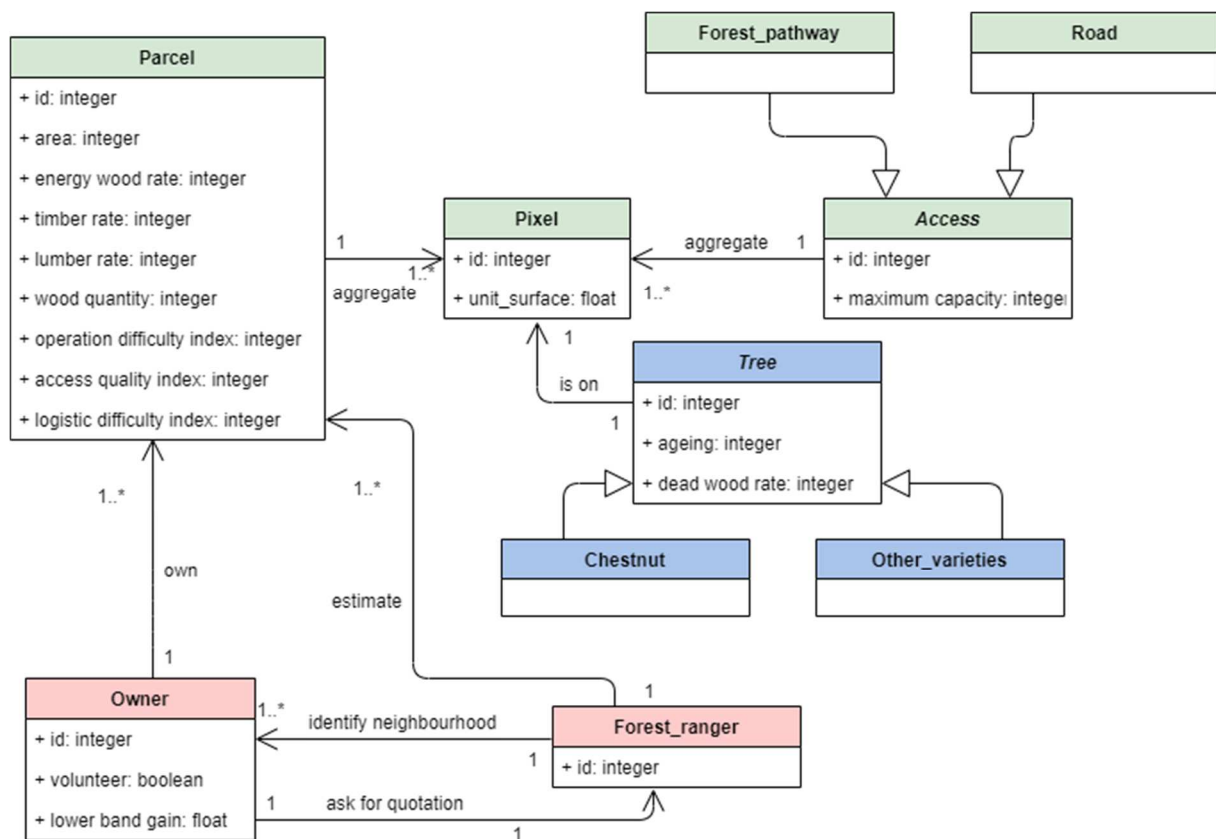 Forest_pathway
Road
Parcel
+ id: integer
+ area: integer
+ energy wood rate: integer
+ timber rate: integer
+ lumber rate: integer
+ wood quantity: integer
+ operation difficulty index: integer
+ access quality index: integer
+ logistic difficulty index: integer
1
1..*
aggregate
Pixel
+ id: integer
+ unit_surface: float
aggregate
1
1..*
Access
+ id: integer
+ maximum capacity: integer
1
is on
1
Tree
+ id: integer
+ ageing: integer
+ dead wood rate: integer
Chestnut
Other_varieties
1..*
own
1
1..*
estimate
1
Owner
+ id: integer
+ volunteer: boolean
+ lower band gain: float
1..*
identify neighbourhood
1
Forest_ranger
+ id: integer
1
ask for quotation
1